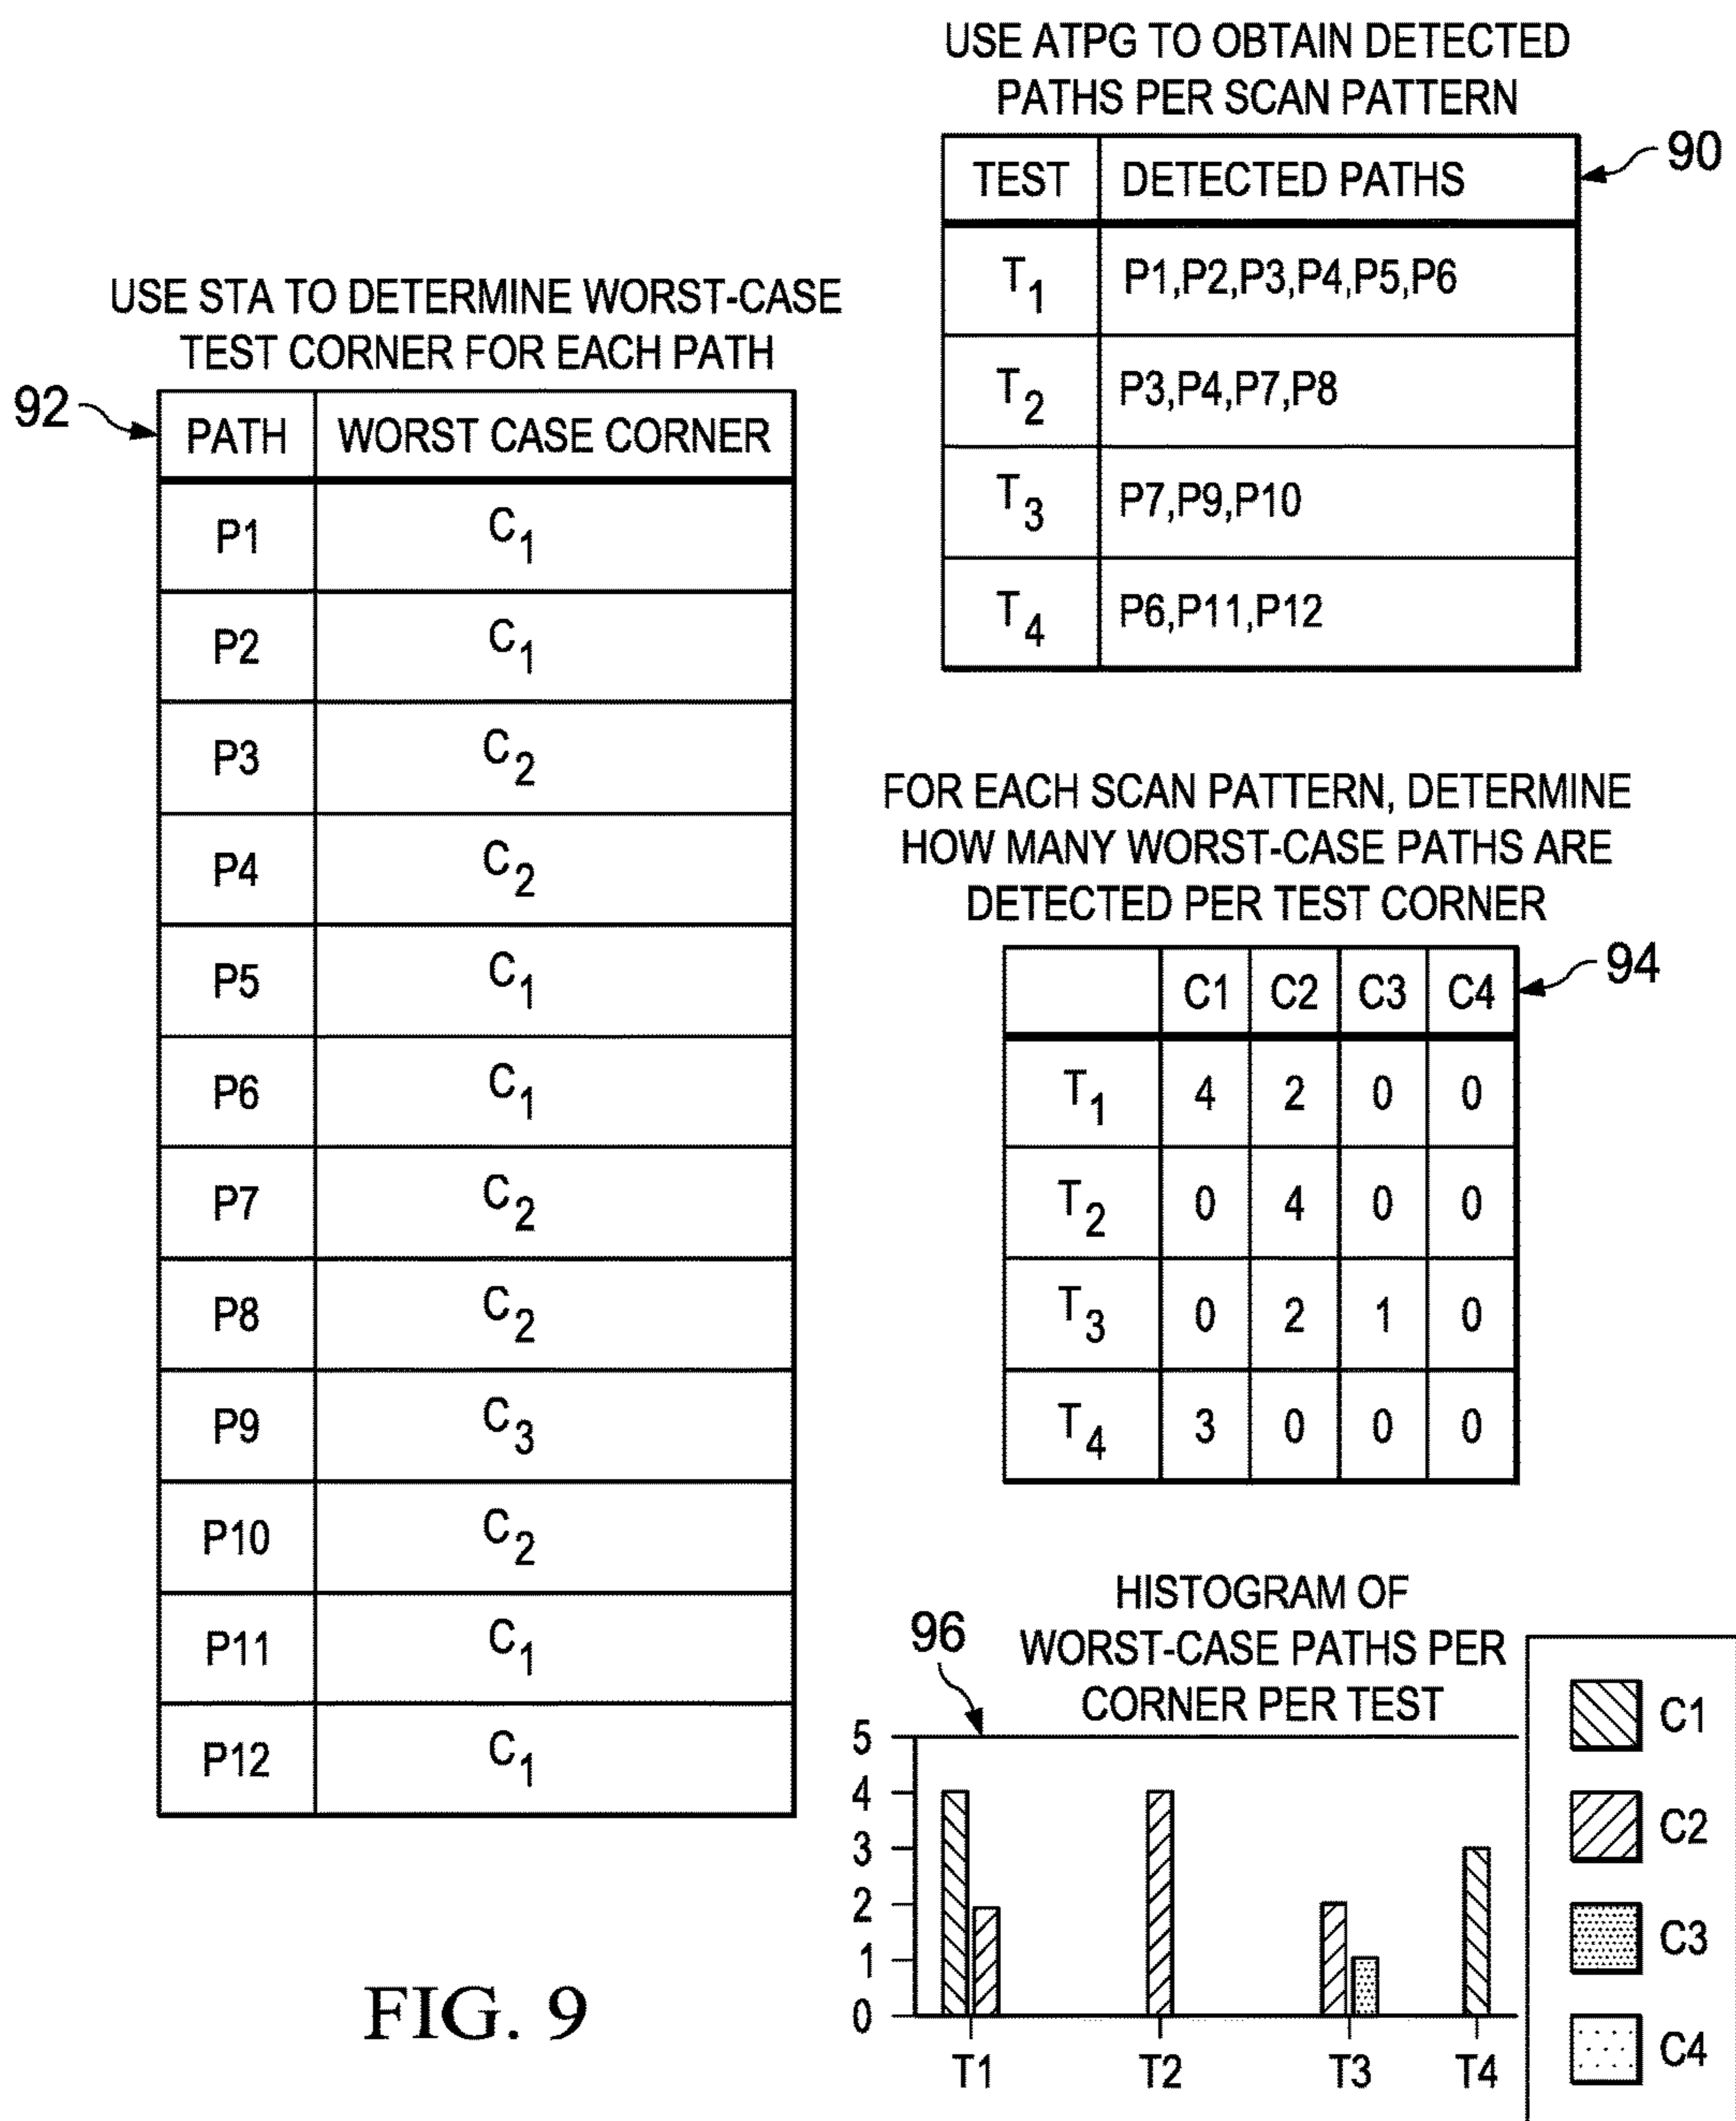 USE ATPG TO OBTAIN DETECTED
PATHS PER SCAN PATTERN
90
TEST DETECTED PATHS
T1 P1,P2,P3,P4,P5,P6
T2 P3,P4,P7,P8
T3 P7,P9,P10
T4 P6,P11,P12
USE STA TO DETERMINE WORST-CASE
TEST CORNER FOR EACH PATH
92
PATH WORST CASE CORNER
P1 C1
P2 C1
P3 C2
P4 C2
P5 C1
P6 C1
P7 C2
P8 C2
P9 C3
P10 C2
P11 C1
P12 C1
FOR EACH SCAN PATTERN, DETERMINE
HOW MANY WORST-CASE PATHS ARE
DETECTED PER TEST CORNER
94
C1 C2 C3 C4
T1 4 2 0 0
T2 0 4 0 0
T3 0 2 1 0
T4 3 0 0 0
HISTOGRAM OF
WORST-CASE PATHS PER
CORNER PER TEST
96
5
4
3
2
1
0
T1 T2 T3 T4
C1
C2
C3
C4
FIG. 9